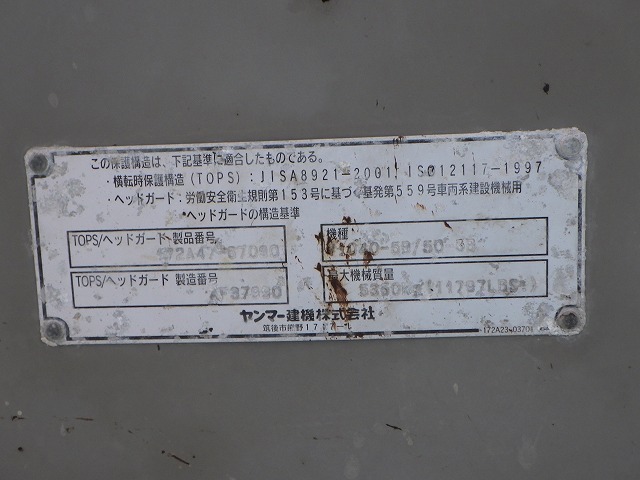 この保護構造は、下記基準に適合したものである。
・横転時保護構造(TOPS):JISA8921-2001, ISO12117-1997
・ヘッドガード:労働安全衛生規則第153号に基づく基発第559号車両系建設機械用
ヘッドガードの構造基準
TOPS/ヘッドガード 製品番号
機種
TOPS/ヘッドガード 製造番号
AF37990
最大機械質量
ヤンマー建機株式会社
筑後市熊野